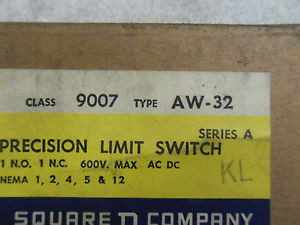 CLASS 9007 TYPE AW-32
SERIES A
PRECISION LIMIT SWITCH
1 N.O. 1 N.C. 600V. MAX AC DC
KL
NEMA 1, 2, 4, 5 & 12
SQUARE D COMPANY